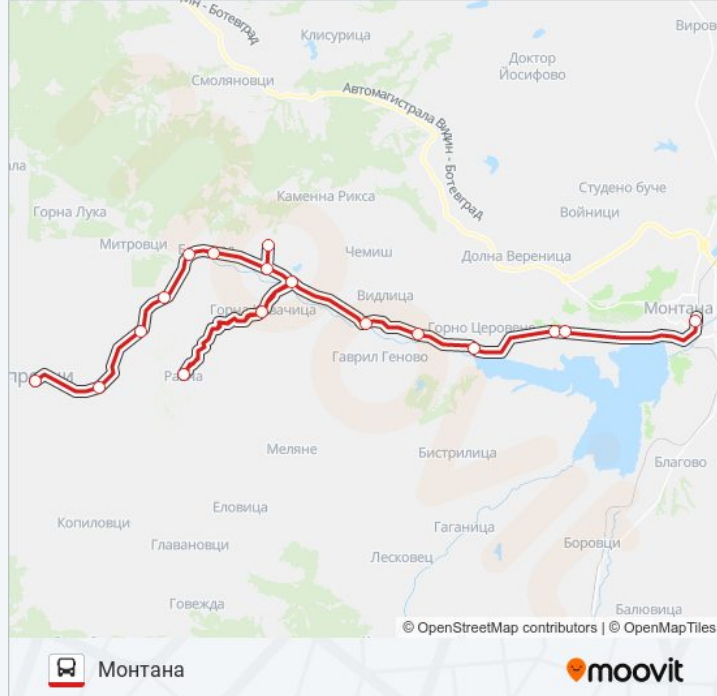 Видин - Ботевград
Клисурица
Доктор
Йосифово
Смоляновци
Автомагистрала Видин - Ботевград
Каменна Рикса
Студено буче
Горна Лука
Войници
Митровци
Чемиш
Долна Вереница
Видлица
Монтана
Горно Церовене
Гаврил Геново
Меляне
Бистрилица
Благово
Еловица
Копиловци
Гаганица
Главановци
Боровци
Лесковец
Говежда
Балювица
© OpenStreetMap contributors | © OpenMapTiles
Монтана
moovit